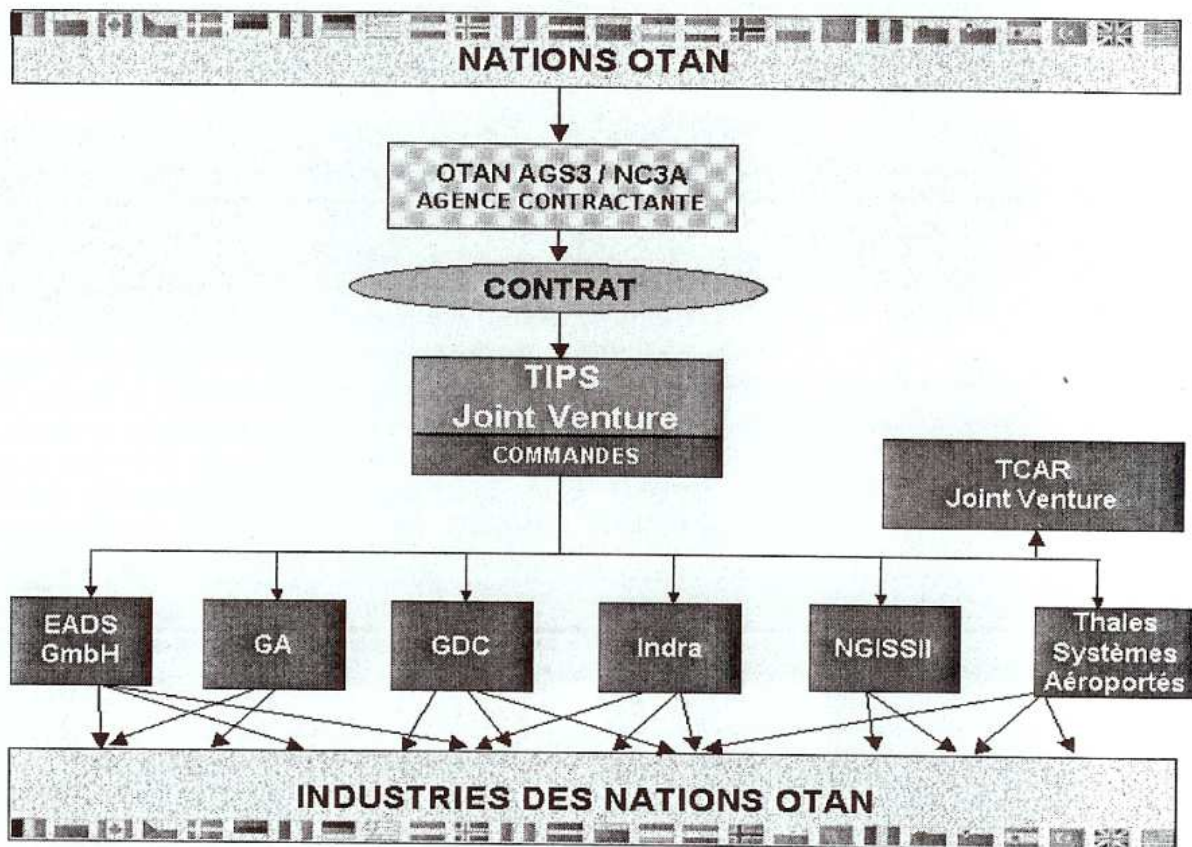 NATIONS OTAN
OTAN AGS3 / NC3A
AGENCE CONTRACTANTE
CONTRAT
TIPS
Joint Venture
COMMANDES
TCAR
Joint Venture
EADS
GmbH
GA
GDC
Indra
NGISSII
Thales
Systèmes
Aéroportés
INDUSTRIES DES NATIONS OTAN